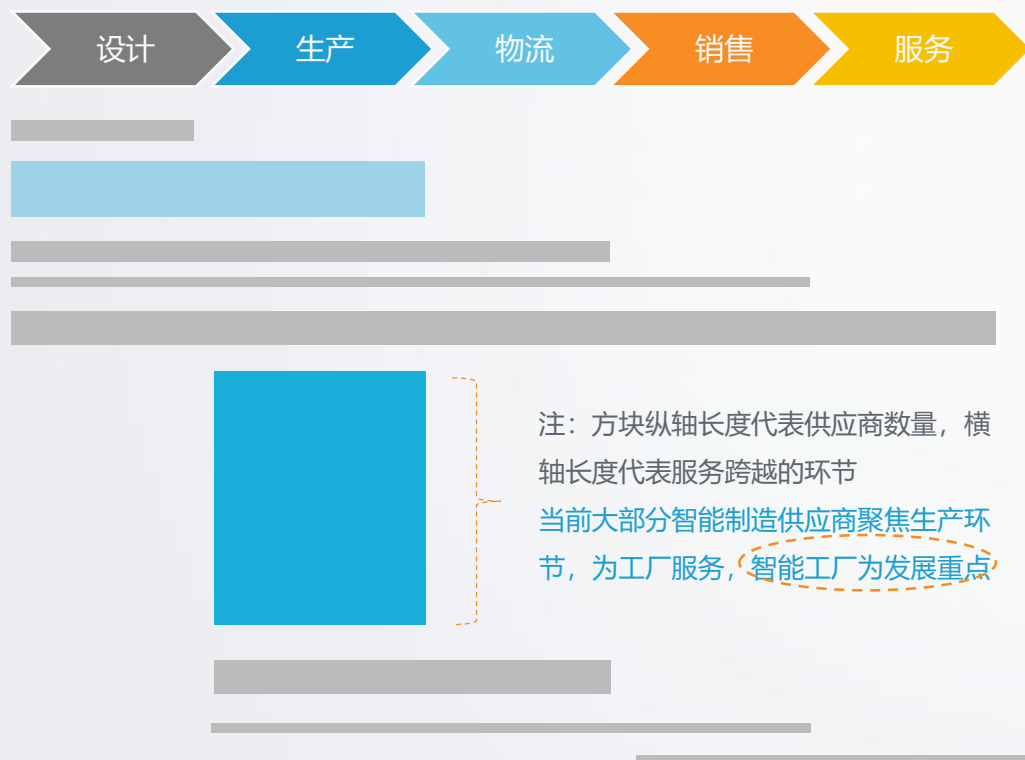 设计 生产 物流 销售 服务
注：方块纵轴长度代表供应商数量，横
轴长度代表服务跨越的环节
当前大部分智能制造供应商聚焦生产环
节，为工厂服务，智能工厂为发展重点